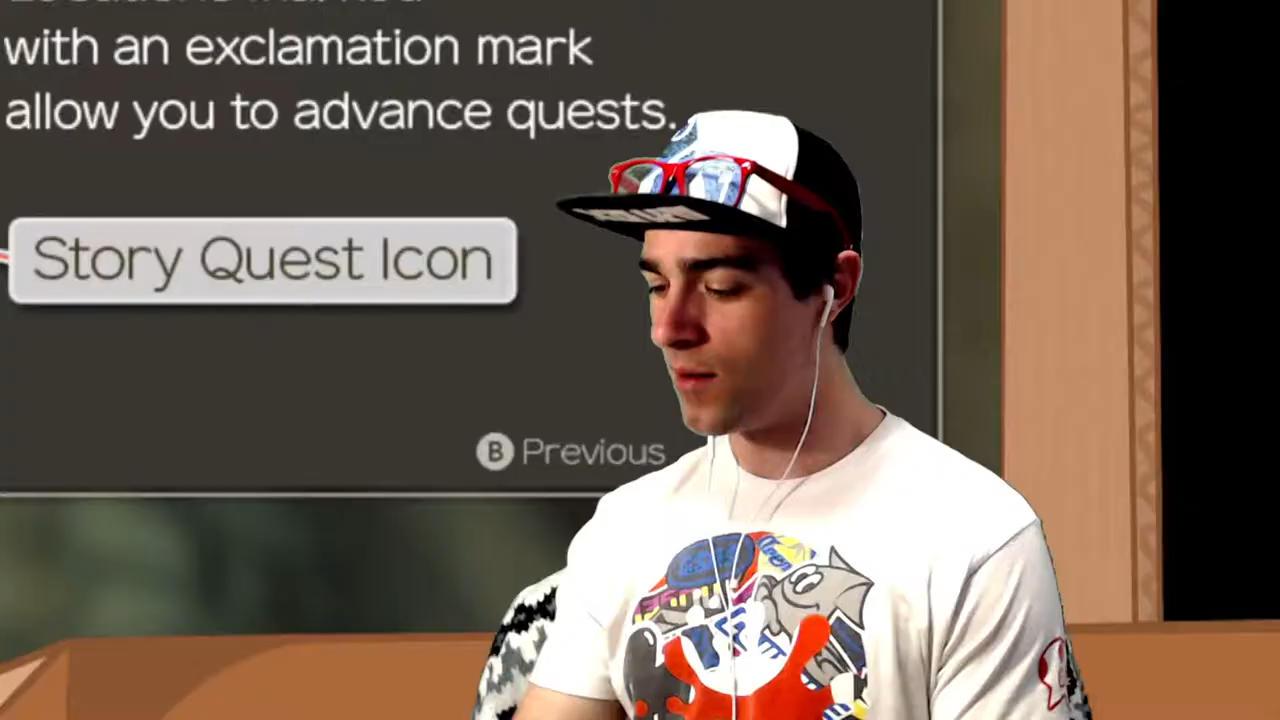 with an exclamation mark
allow you to advance quests.
Story Quest Icon
B Previous